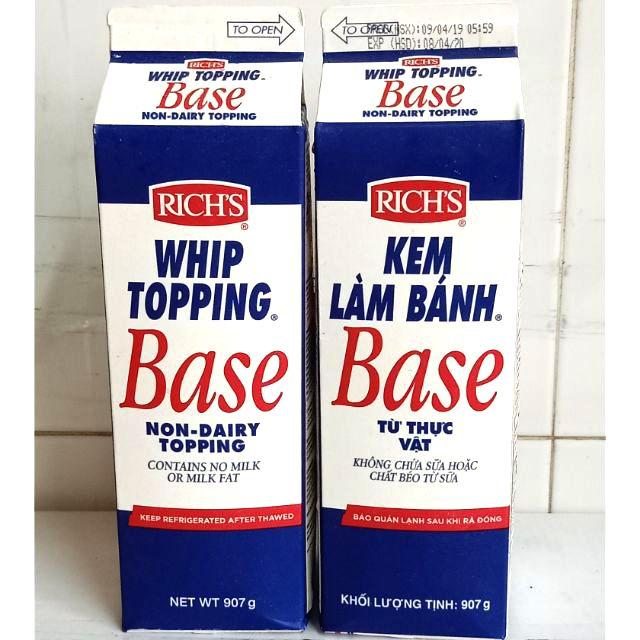 TO OPEN
RICH'S
WHIP TOPPING
Base
NON-DAIRY TOPPING
RICH'S®
WHIP
TOPPING®
Base
NON-DAIRY
TOPPING
CONTAINS NO MILK
OR MILK FAT
KEEP REFRIGERATED AFTER THAWED
NET WT 907g
TO OPEN
(NSX):09/04/19 05:59
EXP (HSD):08/04/20
RICH'S
WHIP TOPPING
Base
NON-DAIRY TOPPING
RICH'S®
KEM
LÀM BÁNH®
Base
TỪ THỰC
VẬT
KHÔNG CHỨA SỮA HOẶC
CHẤT BÉO TỪ SỮA
BẢO QUẢN LẠNH SAU KHI RÃ ĐÔNG
KHỐI LƯỢNG TỊNH: 907g